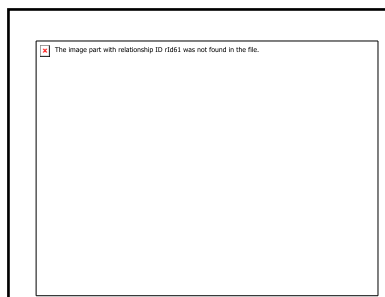 The image part with relationship ID rId61 was not found in the file.